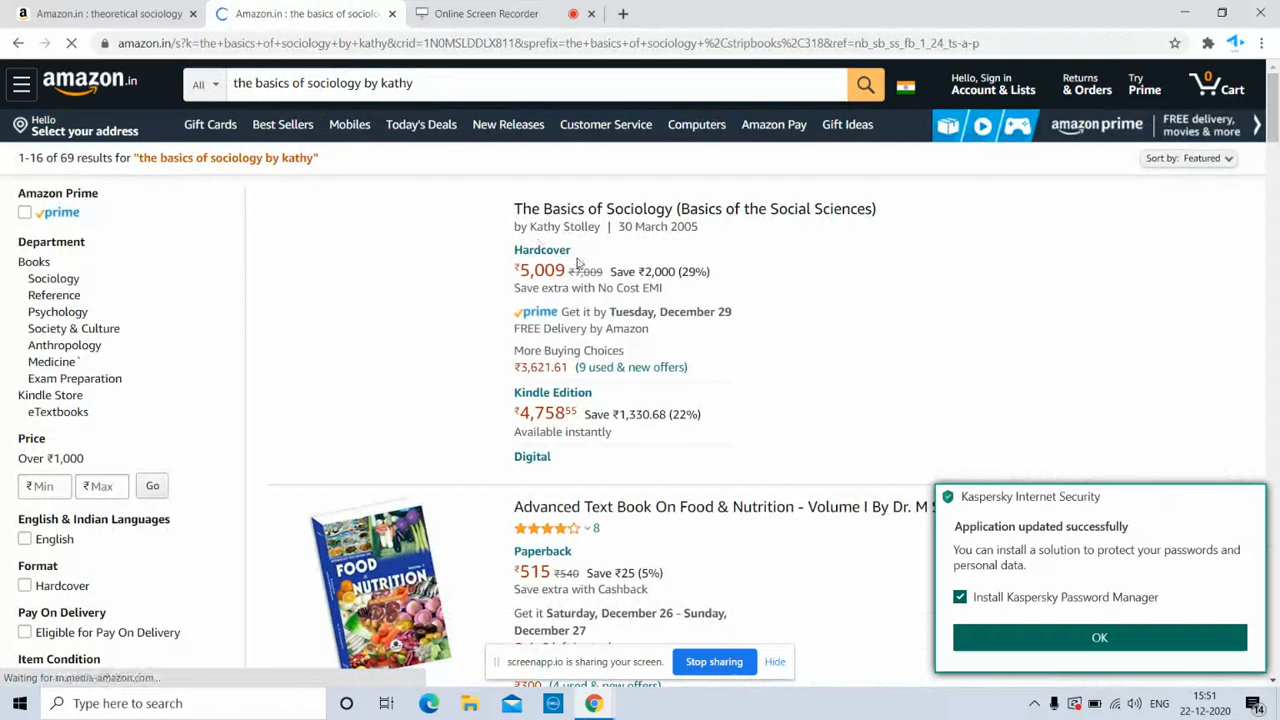 Amazon.in : theoretical sociology
Amazon.in : the basics of sociolo
Online Screen Recorder
amazon.in/s?k=the+basics+of+sociology+by+kathy&crid=1N0MSLDDLX811&sprefix=the+basics+of+sociology+%2Cstripbooks%2C318&ref=nb_sb_ss_fb_1_24_ts-a-p
amazon.in
All
the basics of sociology by kathy
Hello, Sign in
Account & Lists
Returns
& Orders
Try
Prime
0
Cart
Hello
Select your address
Gift Cards
Best Sellers
Mobiles
Today's Deals
New Releases
Customer Service
Computers
Amazon Pay
Gift Ideas
amazon prime
FREE delivery,
movies & more
1-16 of 69 results for "the basics of sociology by kathy"
Sort by: Featured
Amazon Prime
prime
Department
Books
Sociology
Reference
Psychology
Society & Culture
Anthropology
Medicine`
Exam Preparation
Kindle Store
eTextbooks
Price
Over ₹1,000
₹ Min
₹ Max
Go
English & Indian Languages
English
Format
Hardcover
Pay On Delivery
Eligible for Pay On Delivery
Item Condition
The Basics of Sociology (Basics of the Social Sciences)
by Kathy Stolley | 30 March 2005
Hardcover
₹5,009 ₹7,009 Save ₹2,000 (29%)
Save extra with No Cost EMI
prime Get it by Tuesday, December 29
FREE Delivery by Amazon
More Buying Choices
₹3,621.61 (9 used & new offers)
Kindle Edition
₹4,758.55 Save ₹1,330.68 (22%)
Available instantly
Digital
FOOD
& NUTRITION
Advanced Text Book On Food & Nutrition - Volume I By Dr. M S
8
Paperback
₹515 ₹540 Save ₹25 (5%)
Save extra with Cashback
Get it Saturday, December 26 - Sunday,
December 27
₹300 (4 used & new offers)
Kaspersky Internet Security
Application updated successfully
You can install a solution to protect your passwords and
personal data.
Install Kaspersky Password Manager
OK
screenapp.io is sharing your screen.
Stop sharing
Hide
Waiting for m.media-amazon.com...
Type here to search
DELL
ENG
15:51
22-12-2020
14